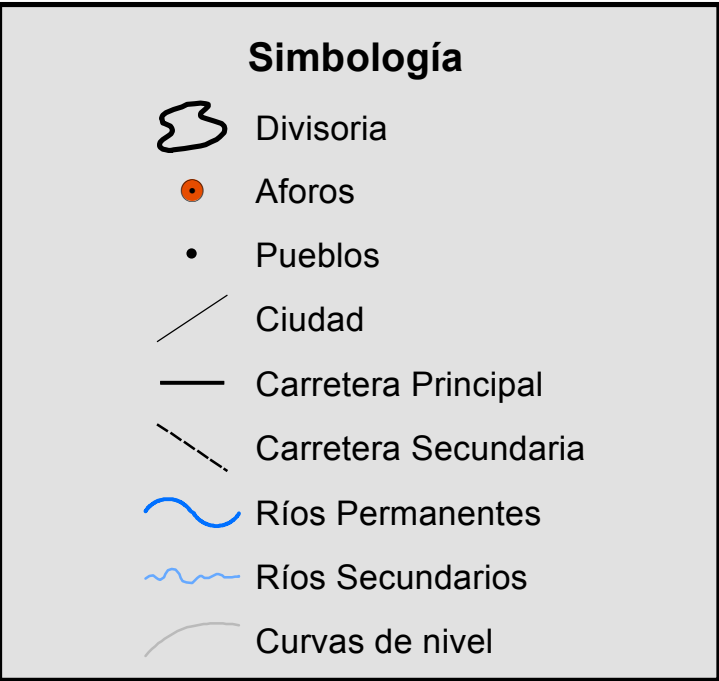 Simbología
Divisoria
Aforos
Pueblos
Ciudad
Carretera Principal
Carretera Secundaria
Ríos Permanentes
Ríos Secundarios
Curvas de nivel